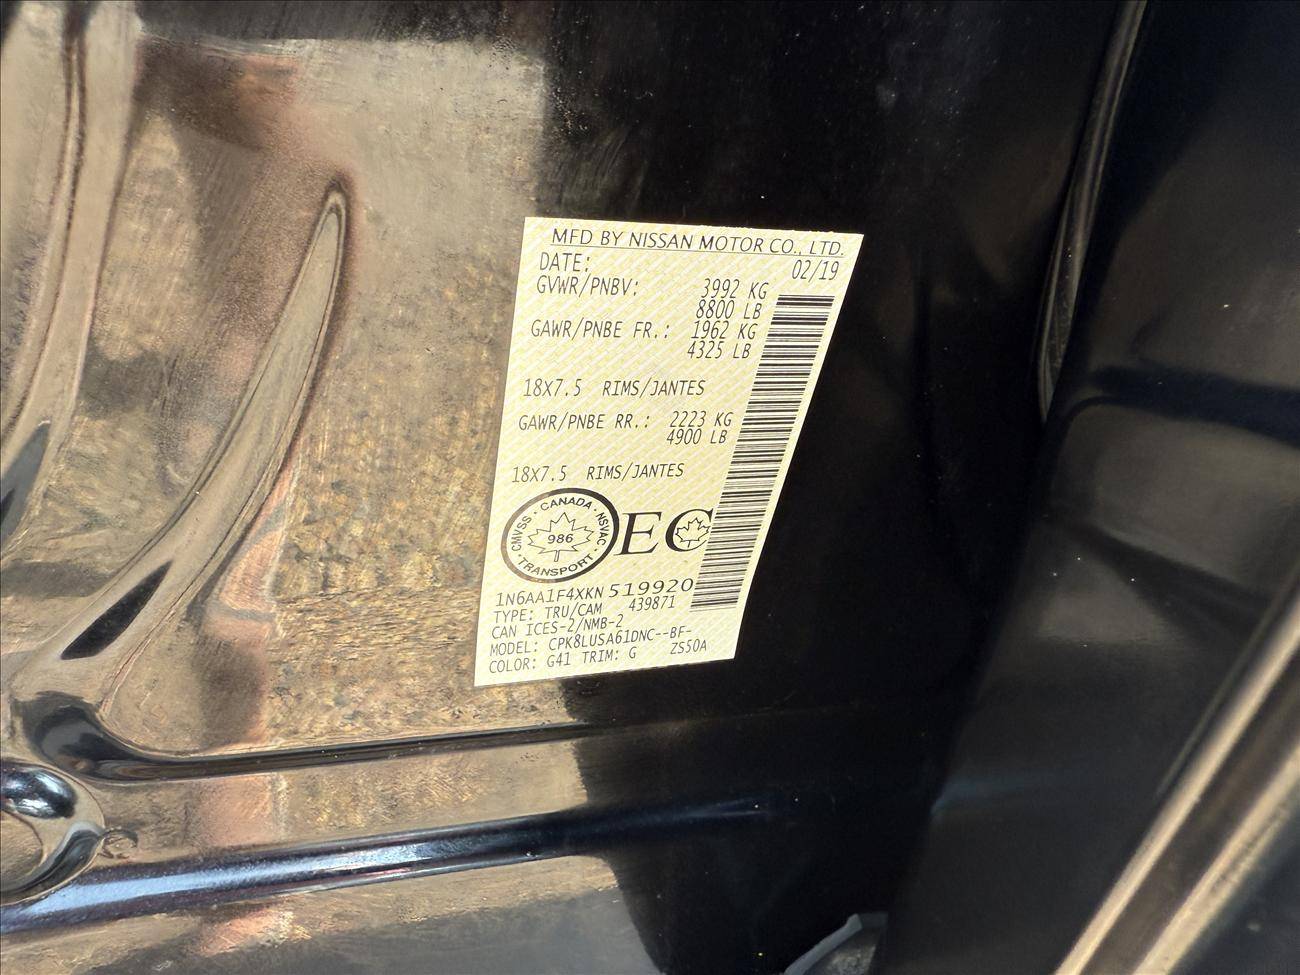 MFD BY NISSAN MOTOR CO., LTD.
DATE: 02/19
GVWR/PNBV: 3992 KG
8800 LB
GAWR/PNBE FR.: 1962 KG
4325 LB
18X7.5 RIMS/JANTES
GAWR/PNBE RR.: 2223 KG
4900 LB
18X7.5 RIMS/JANTES
CANADA · NSVAC · TRANSPORT · CMVSS ·
986
EC
1N6AA1F4XKN519920
TYPE: TRU/CAM 439871
CAN ICES-2/NMB-2
MODEL: CPK8LUSA61DNC--BF-
COLOR: G41 TRIM: G ZS50A